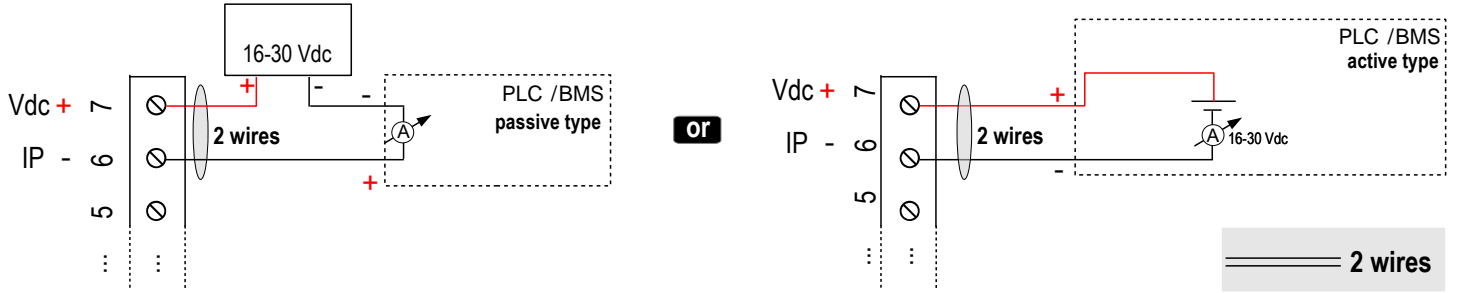 16-30 Vdc
+ -
Vdc + 7
2 wires
IP - 6
5
...
...
-
PLC /BMS
passive type
A
+
or
Vdc + 7
2 wires
IP - 6
5
...
...
+
-
PLC /BMS
active type
A 16-30 Vdc
2 wires